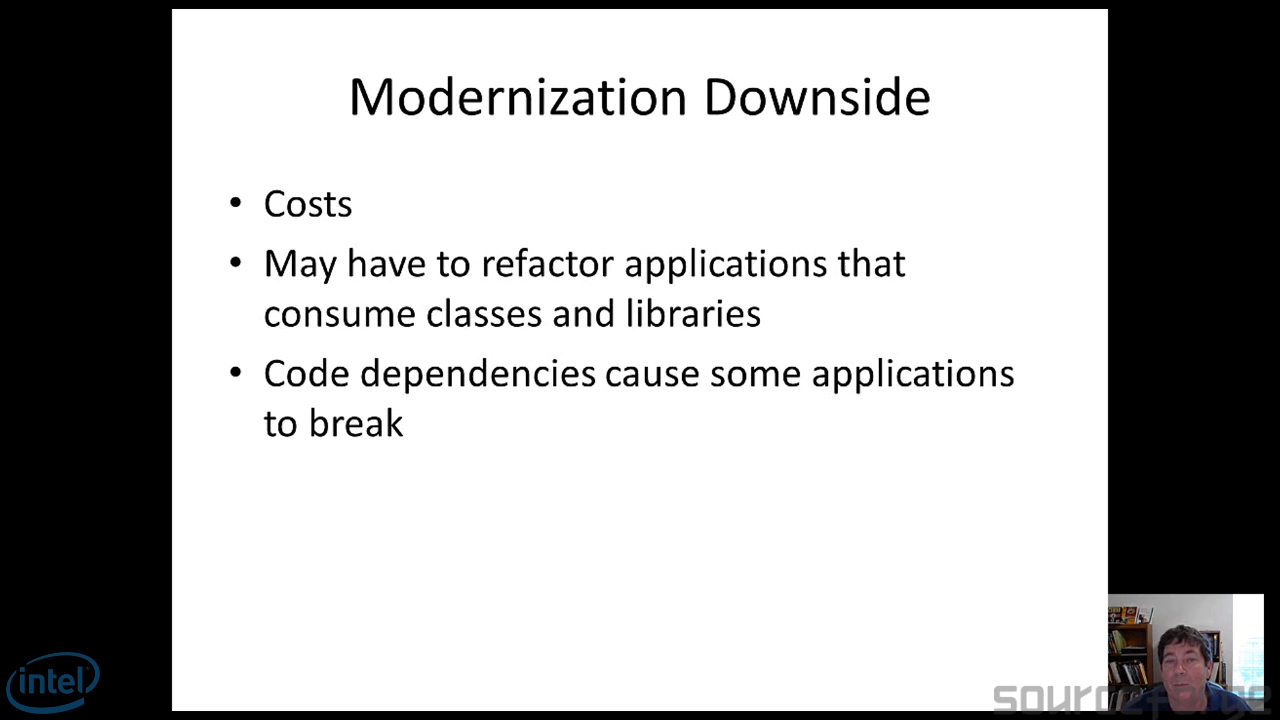 Modernization Downside
• Costs
• May have to refactor applications that
consume classes and libraries
• Code dependencies cause some applications
to break
intel
sourceforge